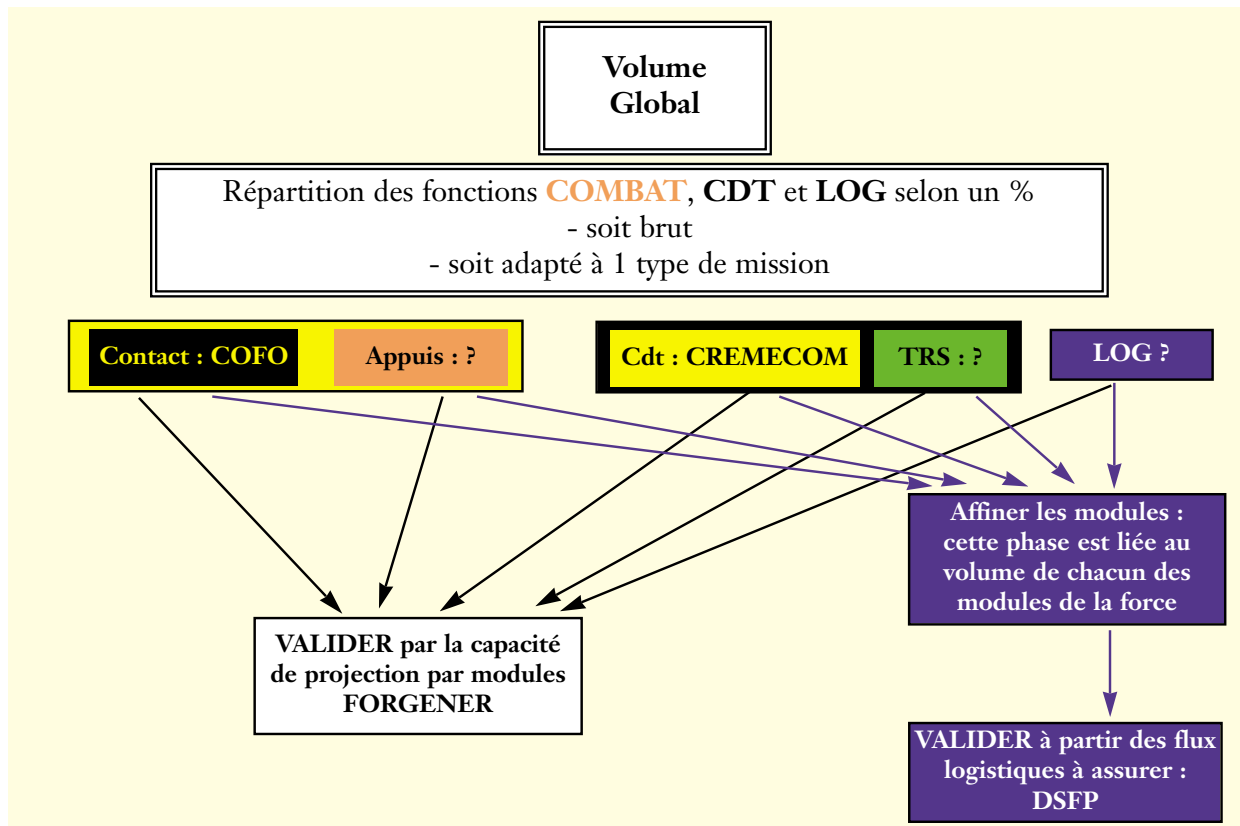 Volume
Global
Répartition des fonctions COMBAT, CDT et LOG selon un %
- soit brut
- soit adapté à 1 type de mission
Contact : COFO
Appuis : ?
Cdt : CREMECOM
TRS : ?
LOG ?
Affiner les modules :
cette phase est liée au
volume de chacun des
modules de la force
VALIDER par la capacité
de projection par modules
FORGENER
VALIDER à partir des flux
logistiques à assurer :
DSFP